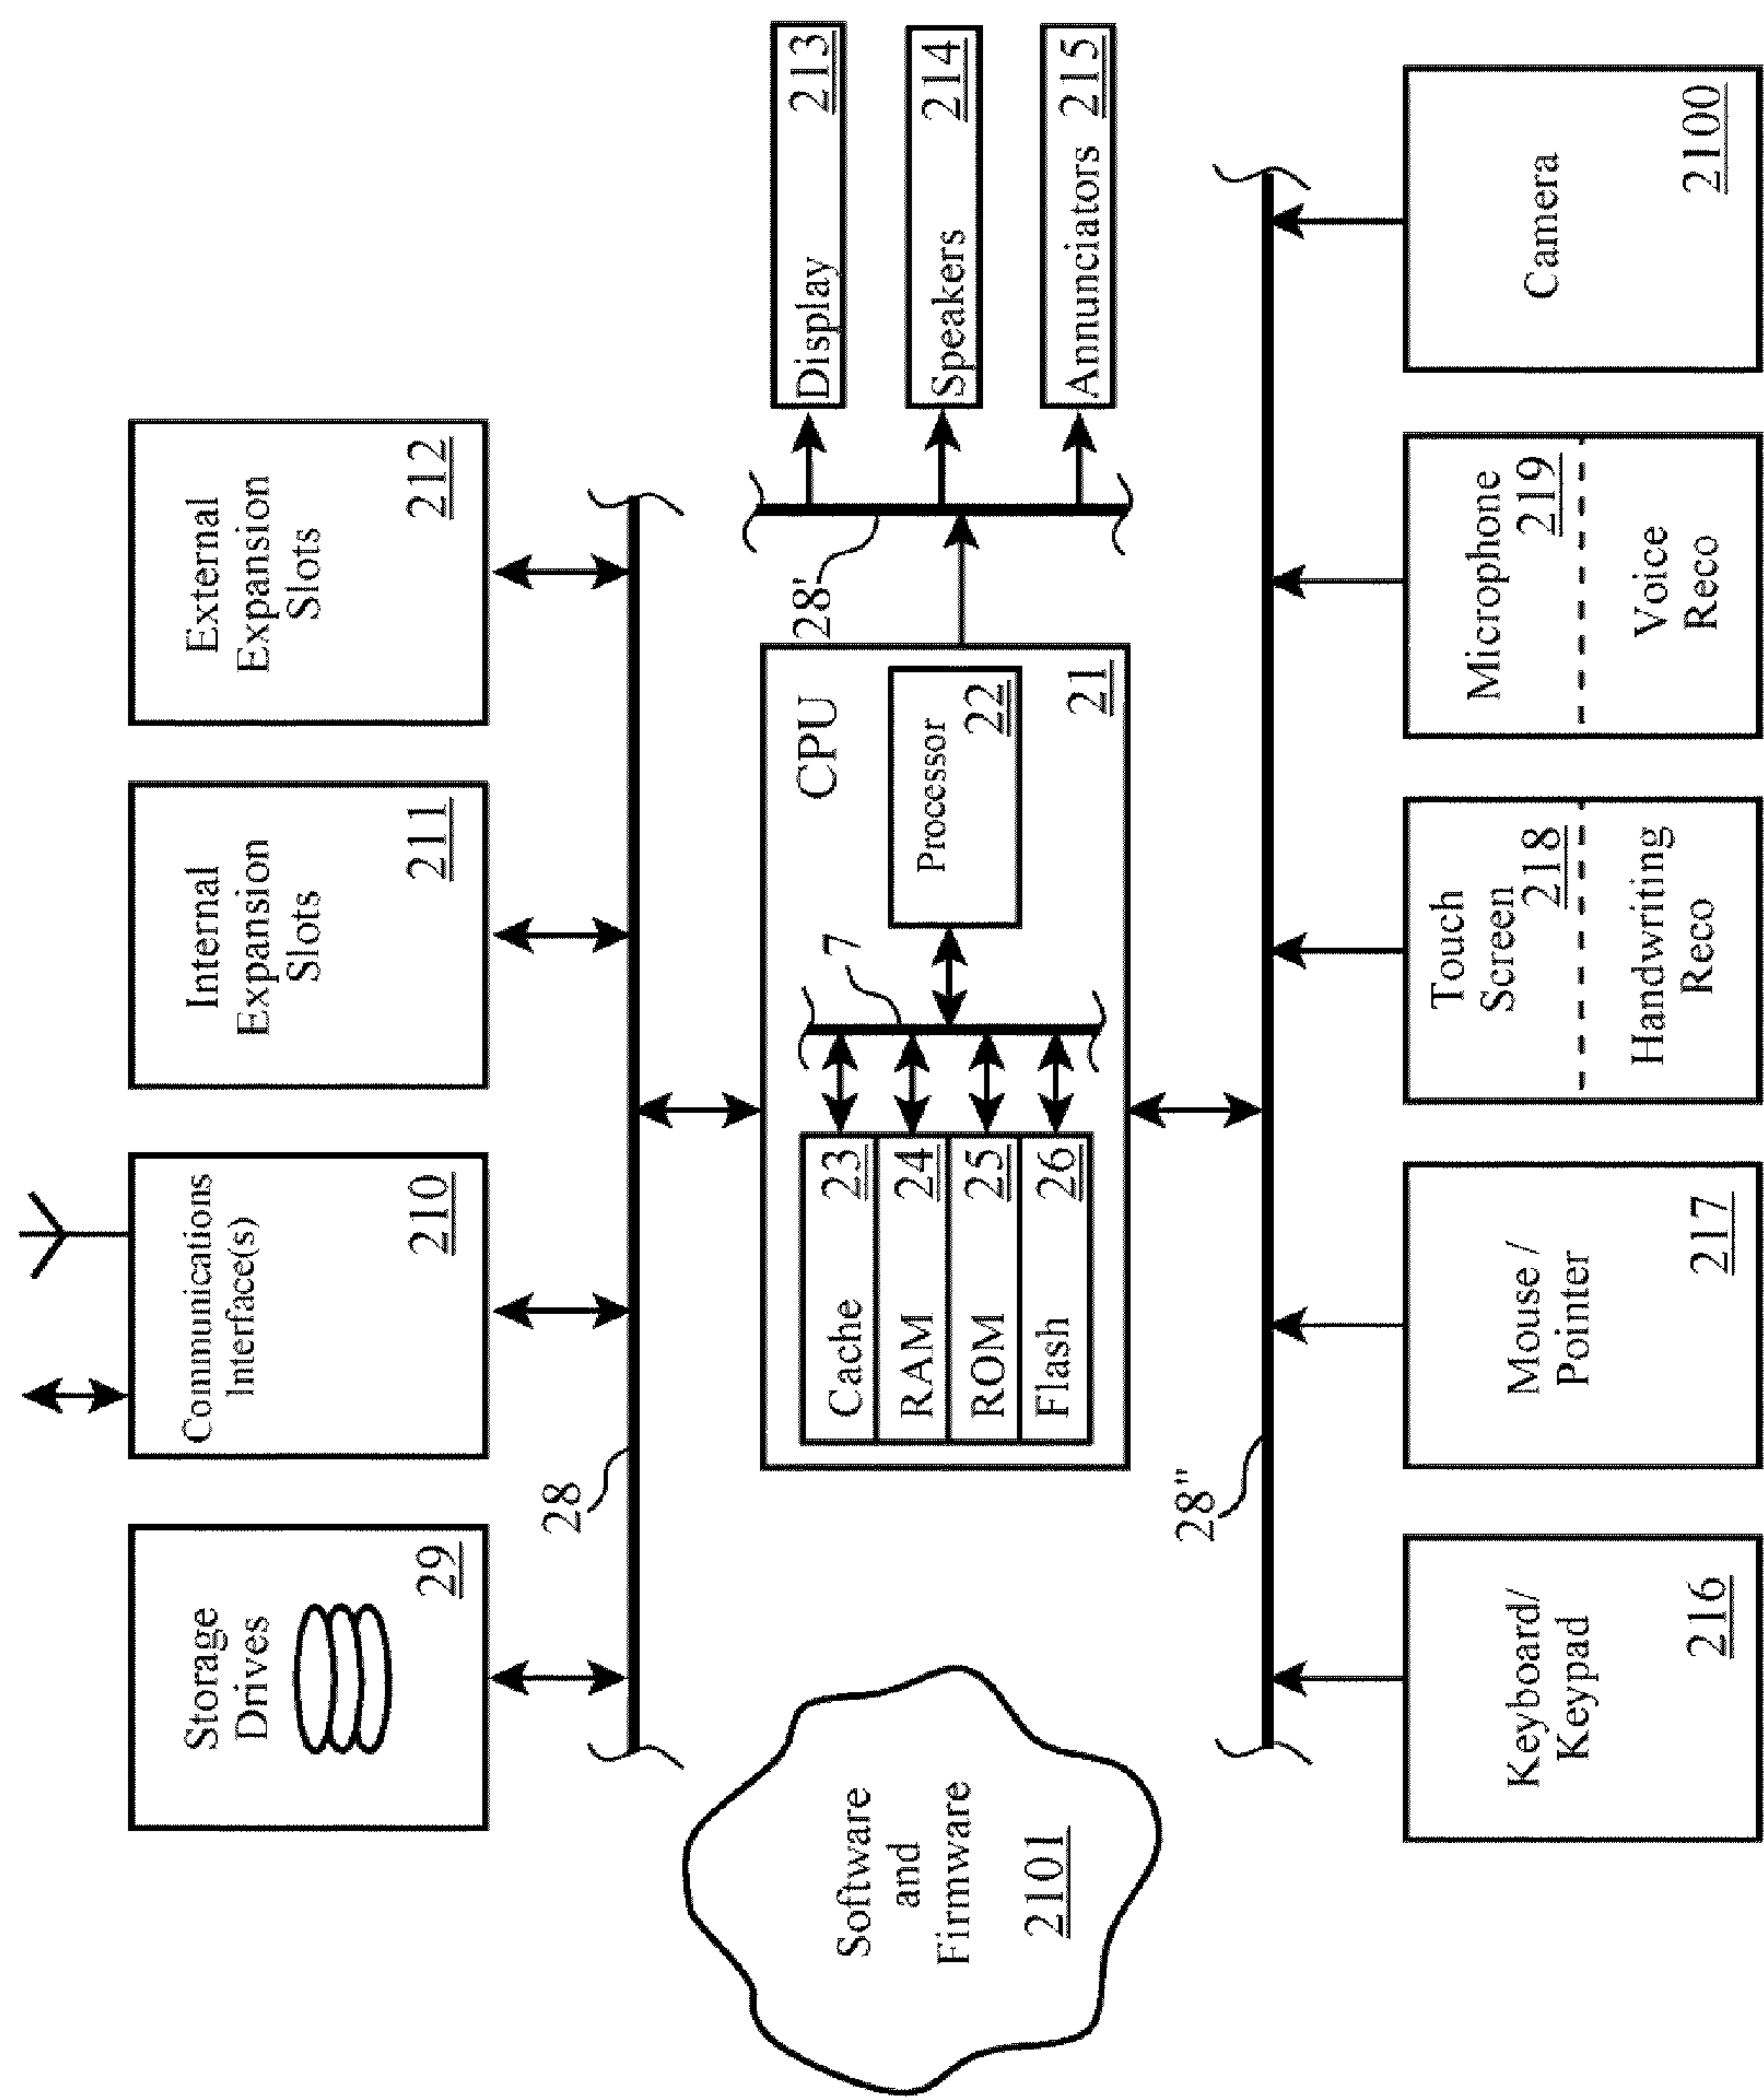 Storage
Drives
29
Communications
Interface(s)
210
Internal
Expansion
Slots
211
External
Expansion
Slots
212
28
Software
and
Firmware
2101
CPU
Cache 23
RAM 24
ROM 25
Flash 26
7
Processor
22
21
28'
Display 213
Speakers 214
Annunciators 215
28"
Keyboard/
Keypad
216
Mouse /
Pointer
217
Touch
Screen
218
Handwriting
Reco
Microphone
219
Voice
Reco
Camera
2100